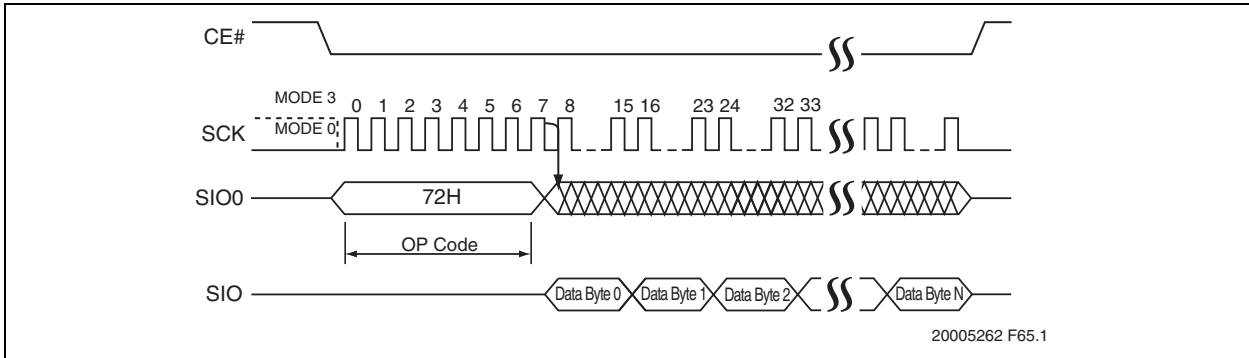 CE#
MODE 3
0 1 2 3 4 5 6 7 8 15 16 23 24 32 33
SCK
MODE 0
SIO0
72H
OP Code
SIO
Data Byte 0
Data Byte 1
Data Byte 2
Data Byte N
20005262 F65.1